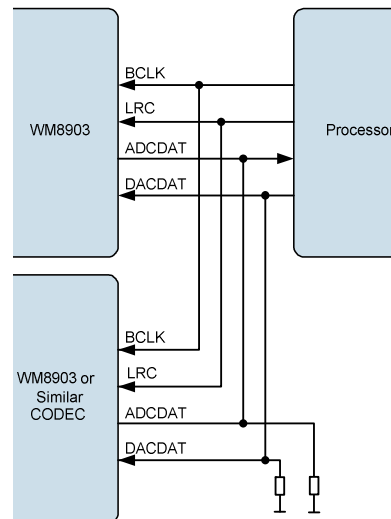 BCLK
LRC
WM8903
Processor
ADCDAT
DACDAT
BCLK
LRC
WM8903 or
Similar
CODEC
ADCDAT
DACDAT